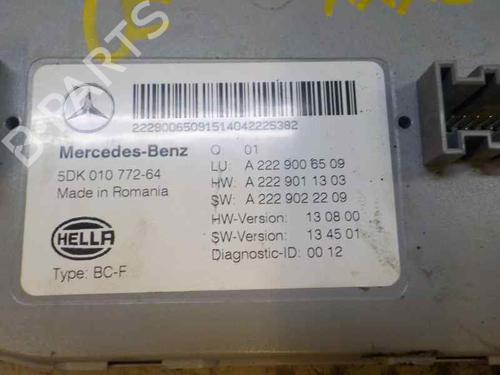 B-PARTS
22290065091514042225382
Mercedes-Benz Q 01
5DK 010 772-64 LU: A 222 900 65 09
Made in Romania HW: A 222 901 13 03
SW: A 222 902 22 09
HELLA HW-Version: 13 08 00
SW-Version: 13 45 01
Type: BC-F Diagnostic-ID: 00 12